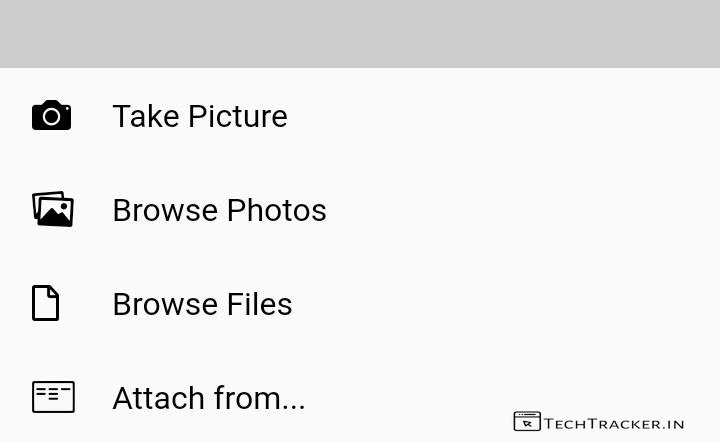 Take Picture
Browse Photos
Browse Files
Attach from...
TECHTRACKER.IN